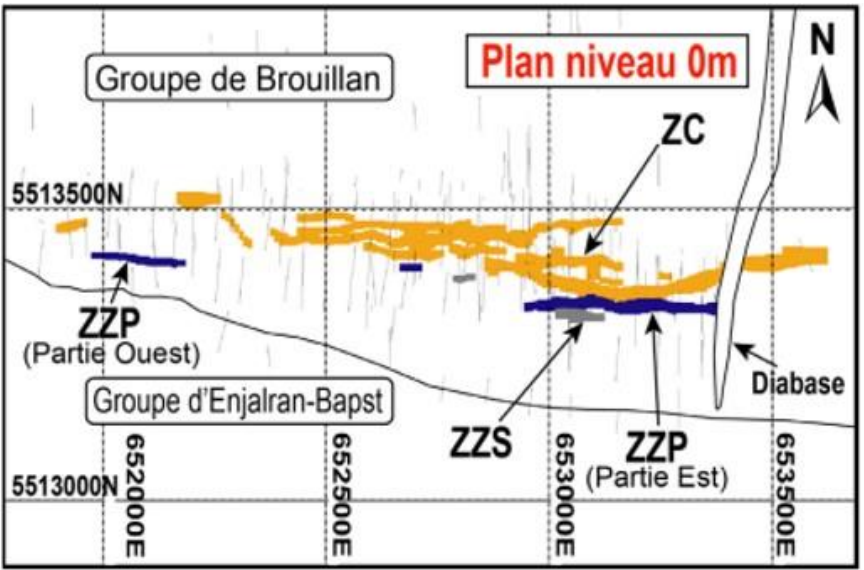 Groupe de Brouillan
Plan niveau 0m
N
ZC
5513500N
ZZP
(Partie Ouest)
Diabase
Groupe d'Enjalran-Bapst
ZZS
ZZP
(Partie Est)
5513000N
652000E
652500E
653000E
653500E